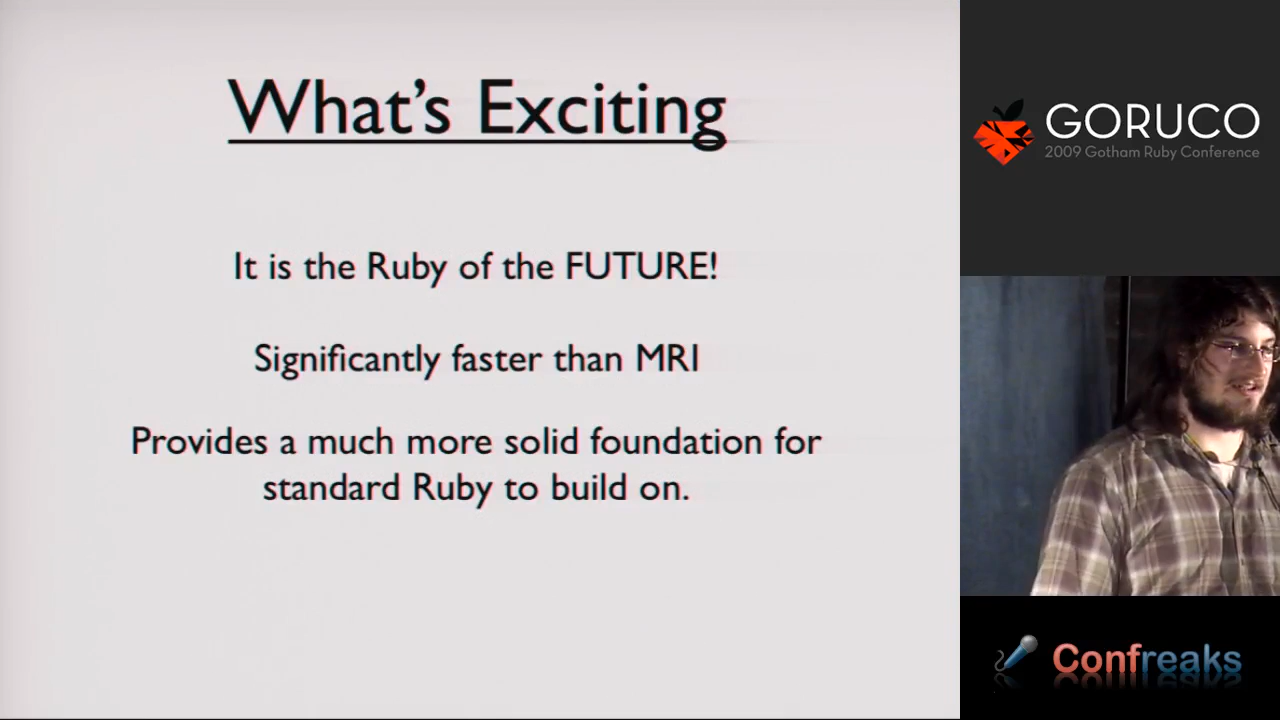 What's Exciting
It is the Ruby of the FUTURE!
Significantly faster than MRI
Provides a much more solid foundation for
standard Ruby to build on.
GORUCO
2009 Gotham Ruby Conference
Confreaks